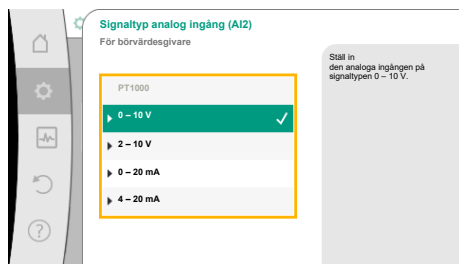 Signaltyp analog ingång (AI2)
För börvärdesgivare
PT1000
0 – 10 V
2 – 10 V
0 – 20 mA
4 – 20 mA
Ställ in
den analoga ingången på
signaltypen 0 – 10 V.
?